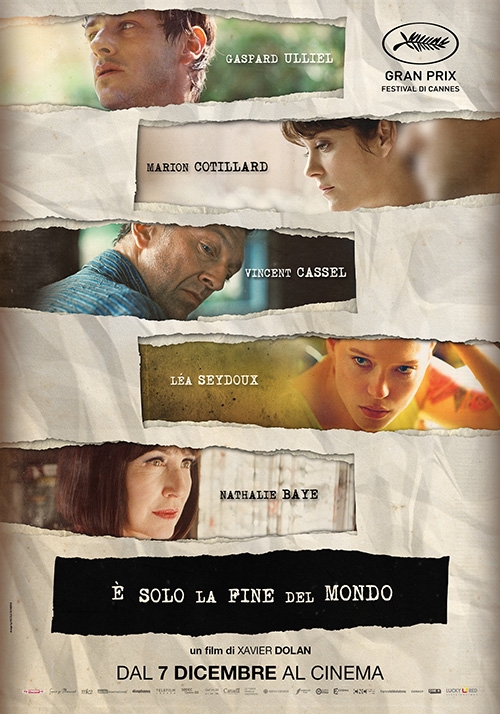 GASPARD ULLIEL
GRAN PRIX
FESTIVAL DI CANNES
MARION COTILLARD
VINCENT CASSEL
LÉA SEYDOUX
NATHALIE BAYE
È SOLO LA FINE DEL MONDO
un film di XAVIER DOLAN
DAL 7 DICEMBRE AL CINEMA